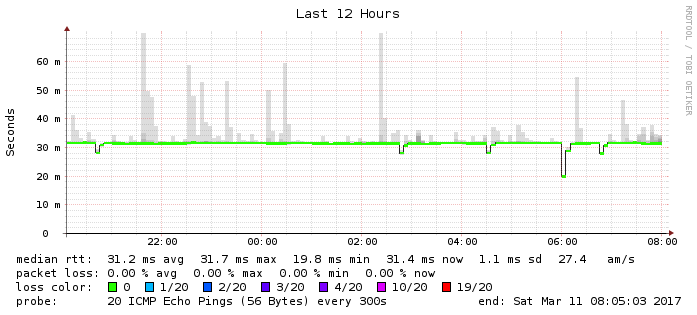 Last 12 Hours
RRDTOOL / TOBI OETIKER
Seconds
60 m
50 m
40 m
30 m
20 m
10 m
0
22:00 00:00 02:00 04:00 06:00 08:00
median rtt: 31.2 ms avg 31.7 ms max 19.8 ms min 31.4 ms now 1.1 ms sd 27.4 am/s
packet loss: 0.00 % avg 0.00 % max 0.00 % min 0.00 % now
loss color: 0 1/20 2/20 3/20 4/20 10/20 19/20
probe: 20 ICMP Echo Pings (56 Bytes) every 300s end: Sat Mar 11 08:05:03 2017